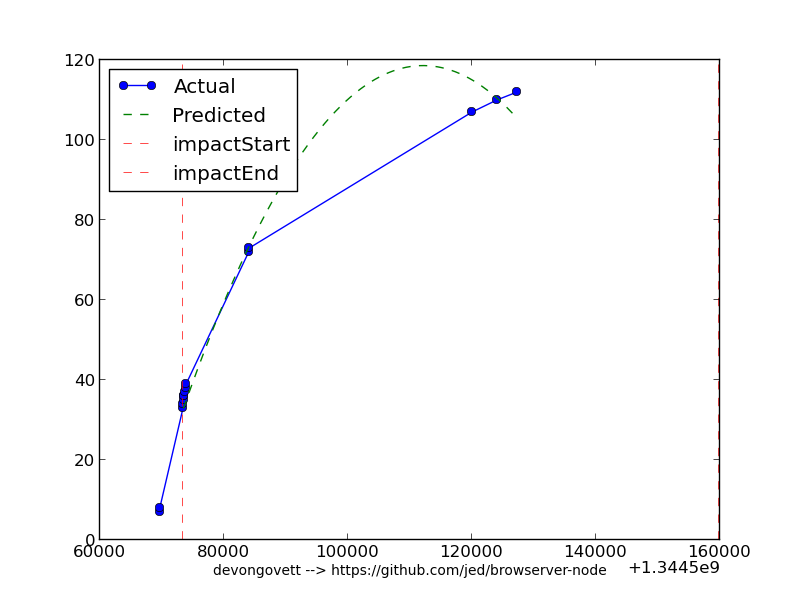 120
100
80
60
40
20
0
Actual
Predicted
impactStart
impactEnd
60000 80000 100000 120000 140000 160000
devongovett --> https://github.com/jed/browserver-node +1.3445e9